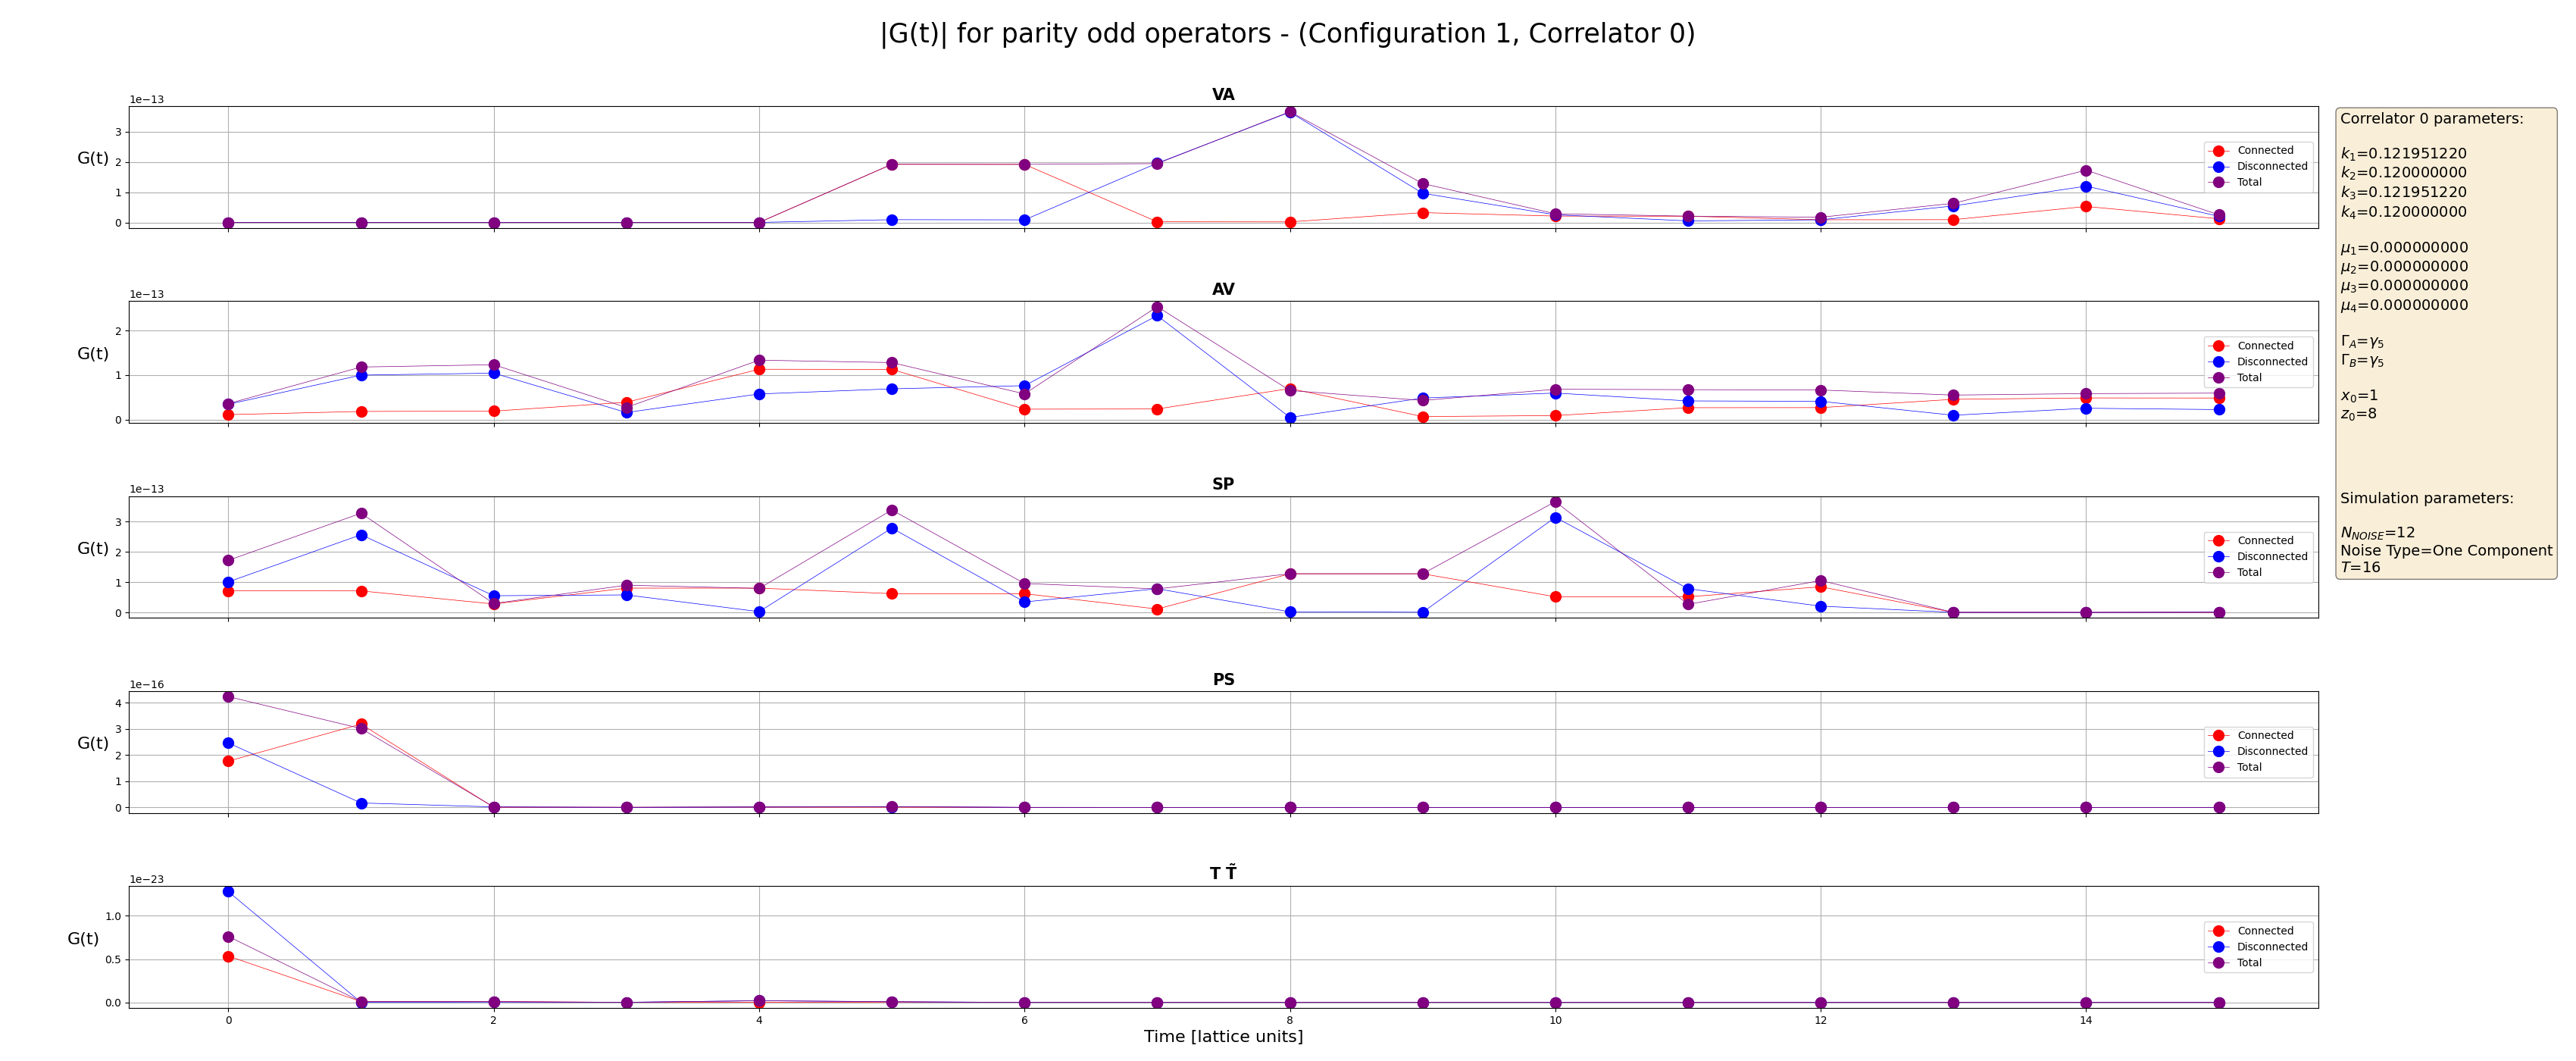 |G(t)| for parity odd operators - (Configuration 1, Correlator 0)
VA
1e−13
G(t)
3
2
1
0
Connected
Disconnected
Total
AV
1e−13
G(t)
2
1
0
Connected
Disconnected
Total
SP
1e−13
G(t)
3
2
1
0
Connected
Disconnected
Total
PS
1e−16
G(t)
4
3
2
1
0
Connected
Disconnected
Total
T T̃
1e−23
G(t)
1.0
0.5
0.0
Connected
Disconnected
Total
0 2 4 6 8 10 12 14
Time [lattice units]
Correlator 0 parameters:
k₁=0.121951220
k₂=0.120000000
k₃=0.121951220
k₄=0.120000000
μ₁=0.000000000
μ₂=0.000000000
μ₃=0.000000000
μ₄=0.000000000
Γ_A=γ₅
Γ_B=γ₅
x₀=1
z₀=8
Simulation parameters:
N_NOISE=12
Noise Type=One Component
T=16